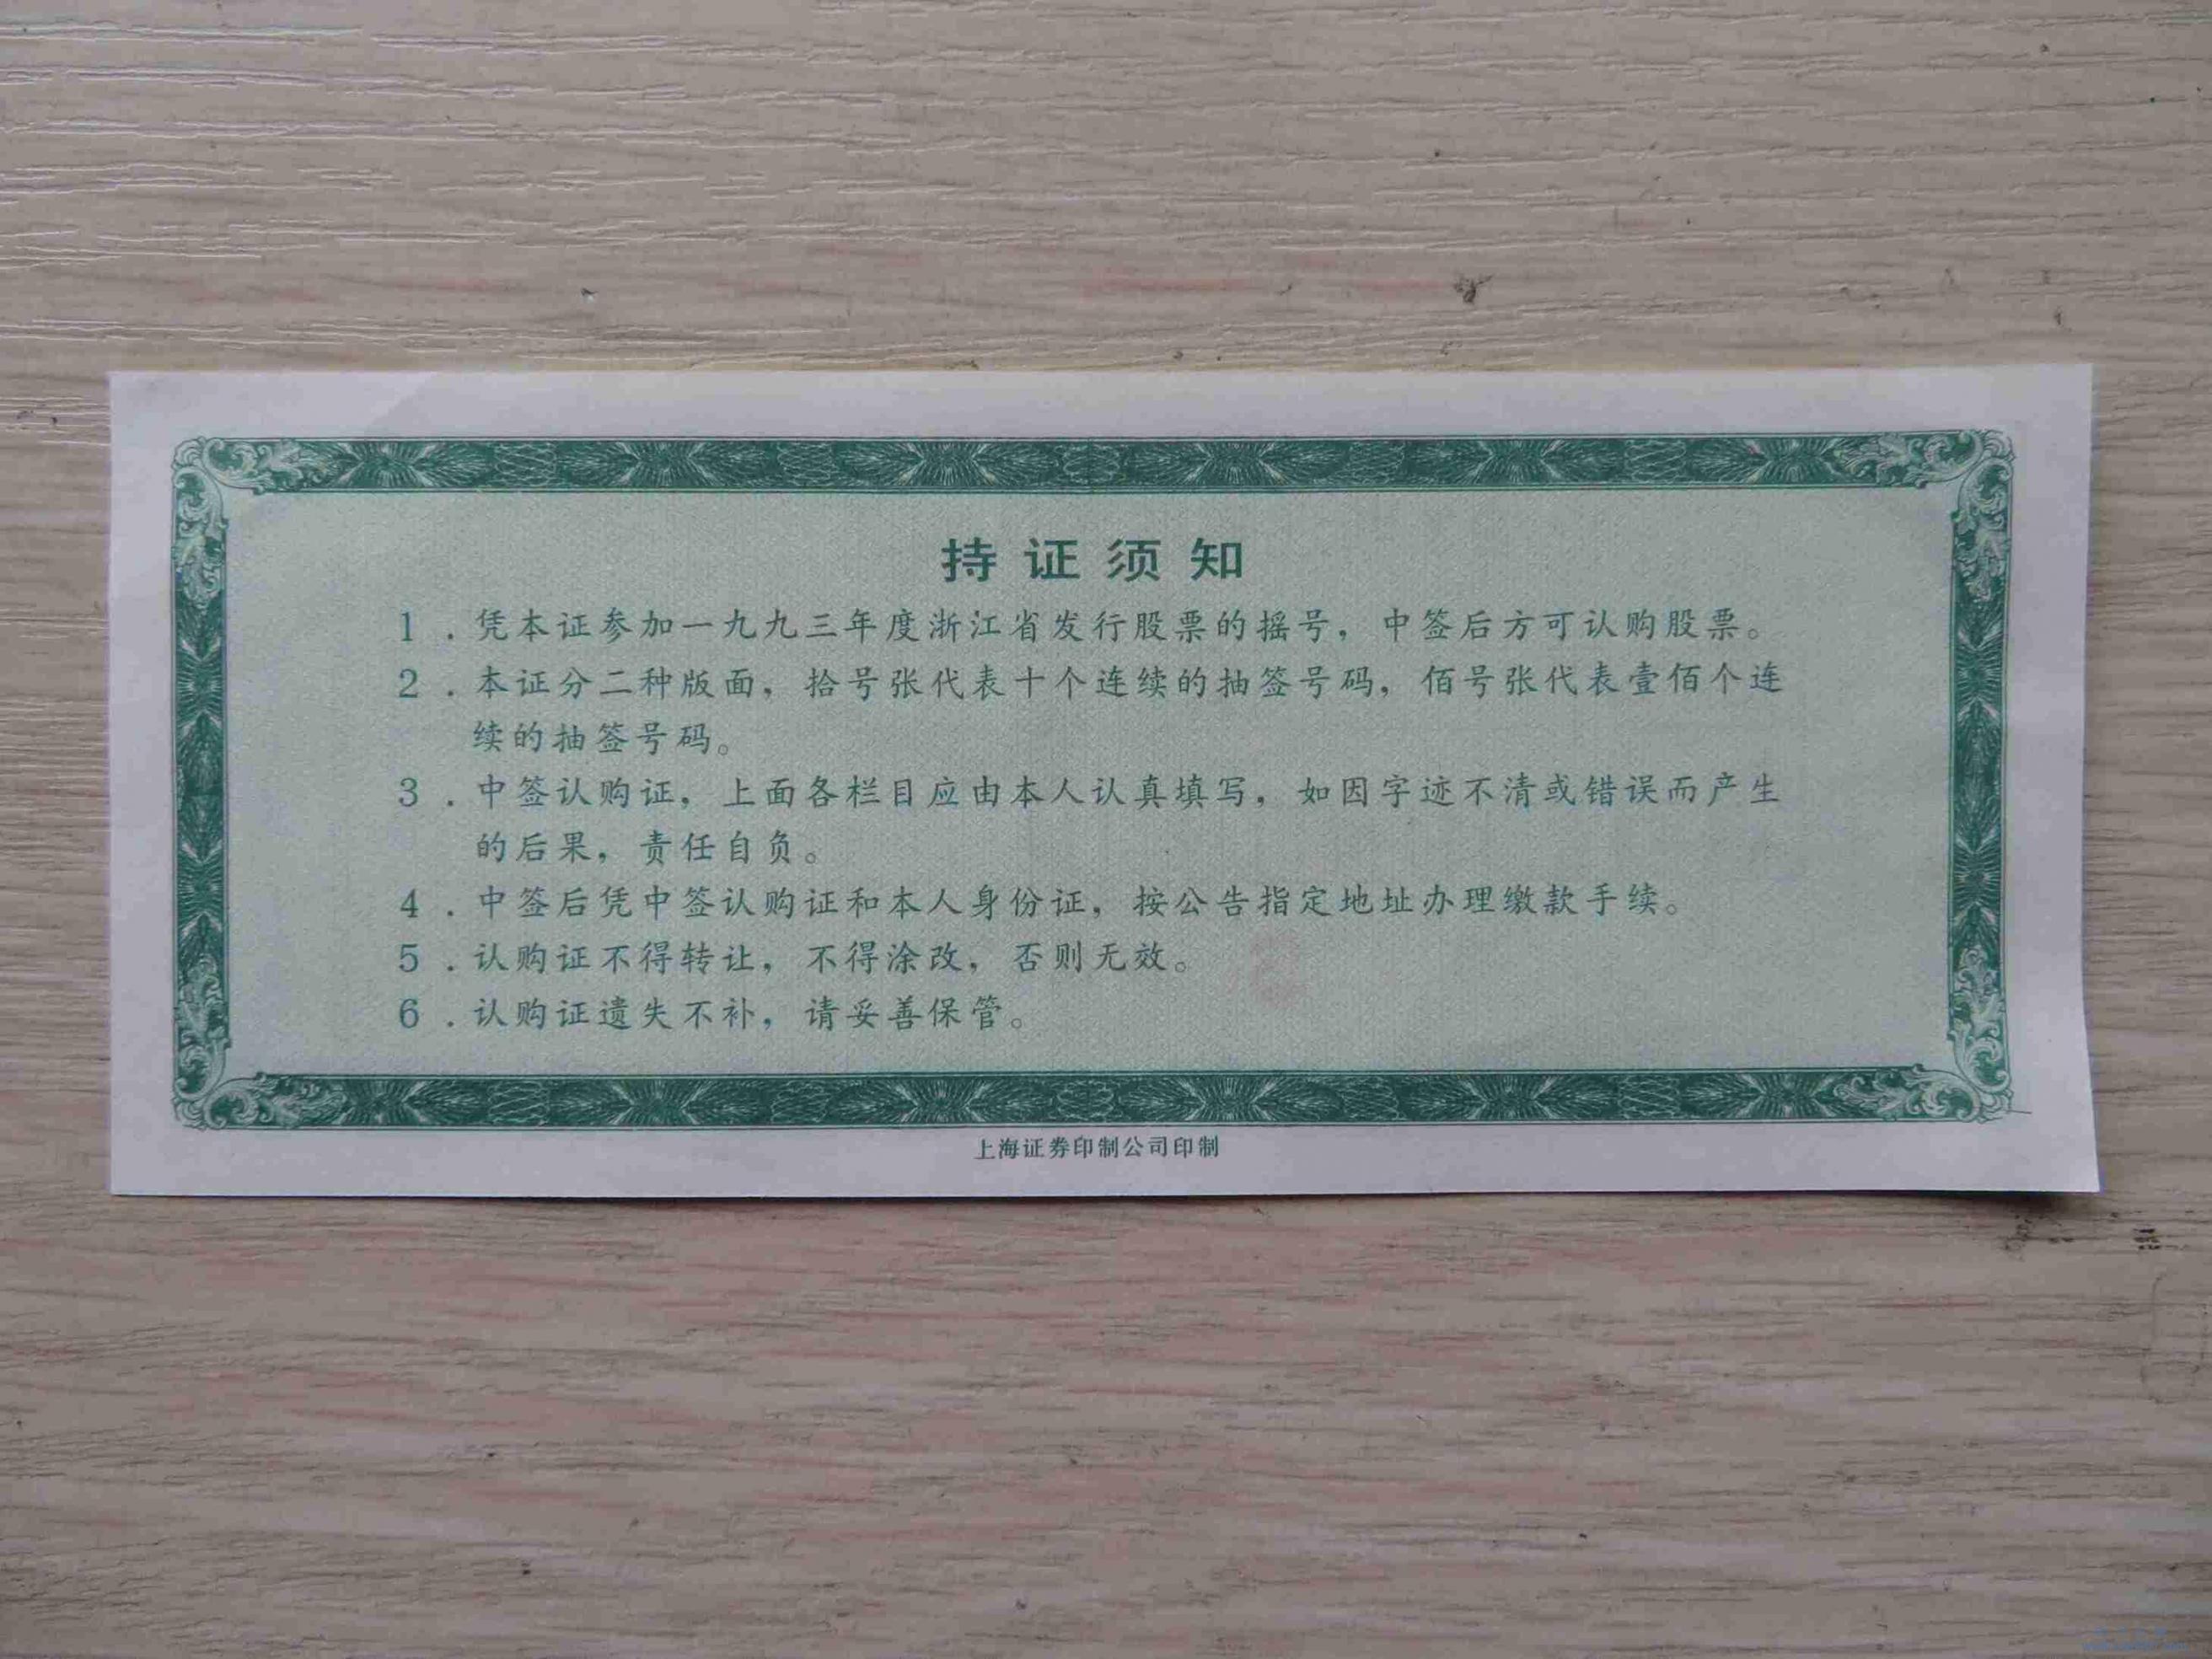 持证须知
1．凭本证参加一九九三年度浙江省发行股票的摇号，中签后方可认购股票。
2．本证分二种版面，拾号张代表十个连续的抽签号码，佰号张代表壹佰个连
续的抽签号码。
3．中签认购证，上面各栏目应由本人认真填写，如因字迹不清或错误而产生
的后果，责任自负。
4．中签后凭中签认购证和本人身份证，按公告指定地址办理缴款手续。
5．认购证不得转让，不得涂改，否则无效。
6．认购证遗失不补，请妥善保管。
上海证券印制公司印制